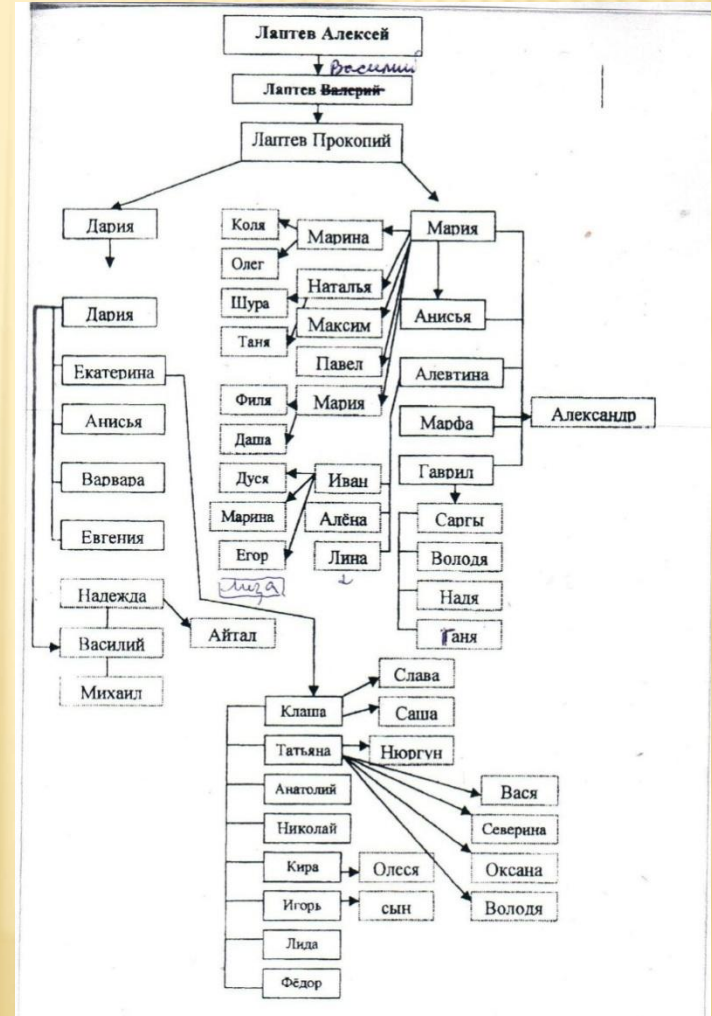 Лаптев Алексей
Василий
Лаптев Валерий
Лаптев Прокопий
Дария
Коля
Марина
Мария
Олег
Наталья
Шура
Дария
Максим
Анисья
Таня
Павел
Екатерина
Алевтина
Филя
Мария
Александр
Анисья
Марфа
Даша
Варвара
Дуся
Иван
Гаврил
Марина
Алёна
Саргы
Евгения
Егор
Лина
Володя
Лиза
Надежда
Надя
Айтал
Василий
Таня
Михаил
Слава
Клаша
Саша
Татьяна
Нюргун
Анатолий
Вася
Николай
Северина
Кира
Олеся
Оксана
Игорь
сын
Володя
Лида
Фёдор